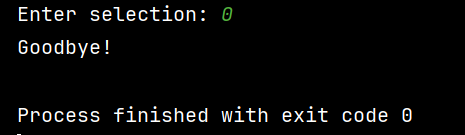 Enter selection: 0
Goodbye!
Process finished with exit code 0